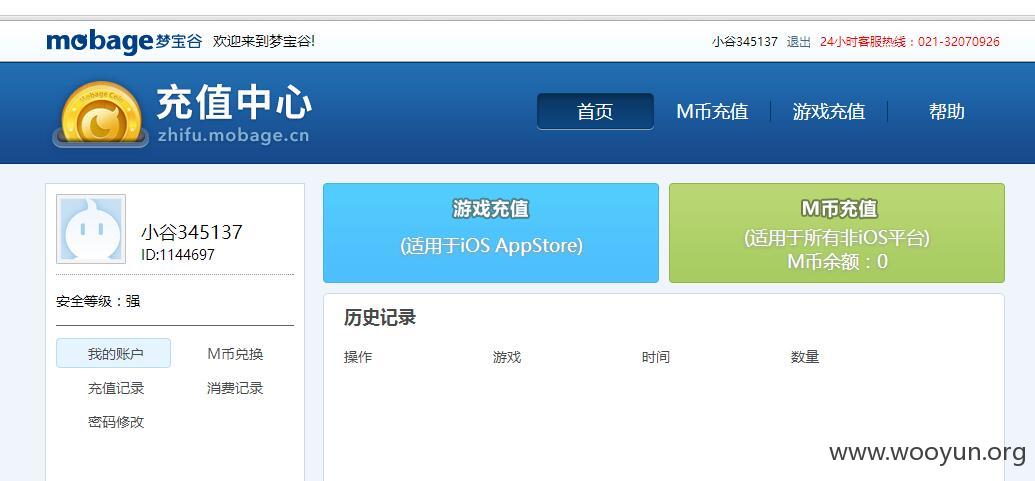 mobage梦宝谷 欢迎来到梦宝谷! 小谷345137 退出 24小时客服热线：021-32070926
Mobage Coin
充值中心
zhifu.mobage.cn
首页 M币充值 游戏充值 帮助
小谷345137
ID:1144697
安全等级：强
我的账户 M币兑换
充值记录 消费记录
密码修改
游戏充值
(适用于iOS AppStore)
M币充值
(适用于所有非iOS平台)
M币余额：0
历史记录
操作 游戏 时间 数量
www.wooyun.org